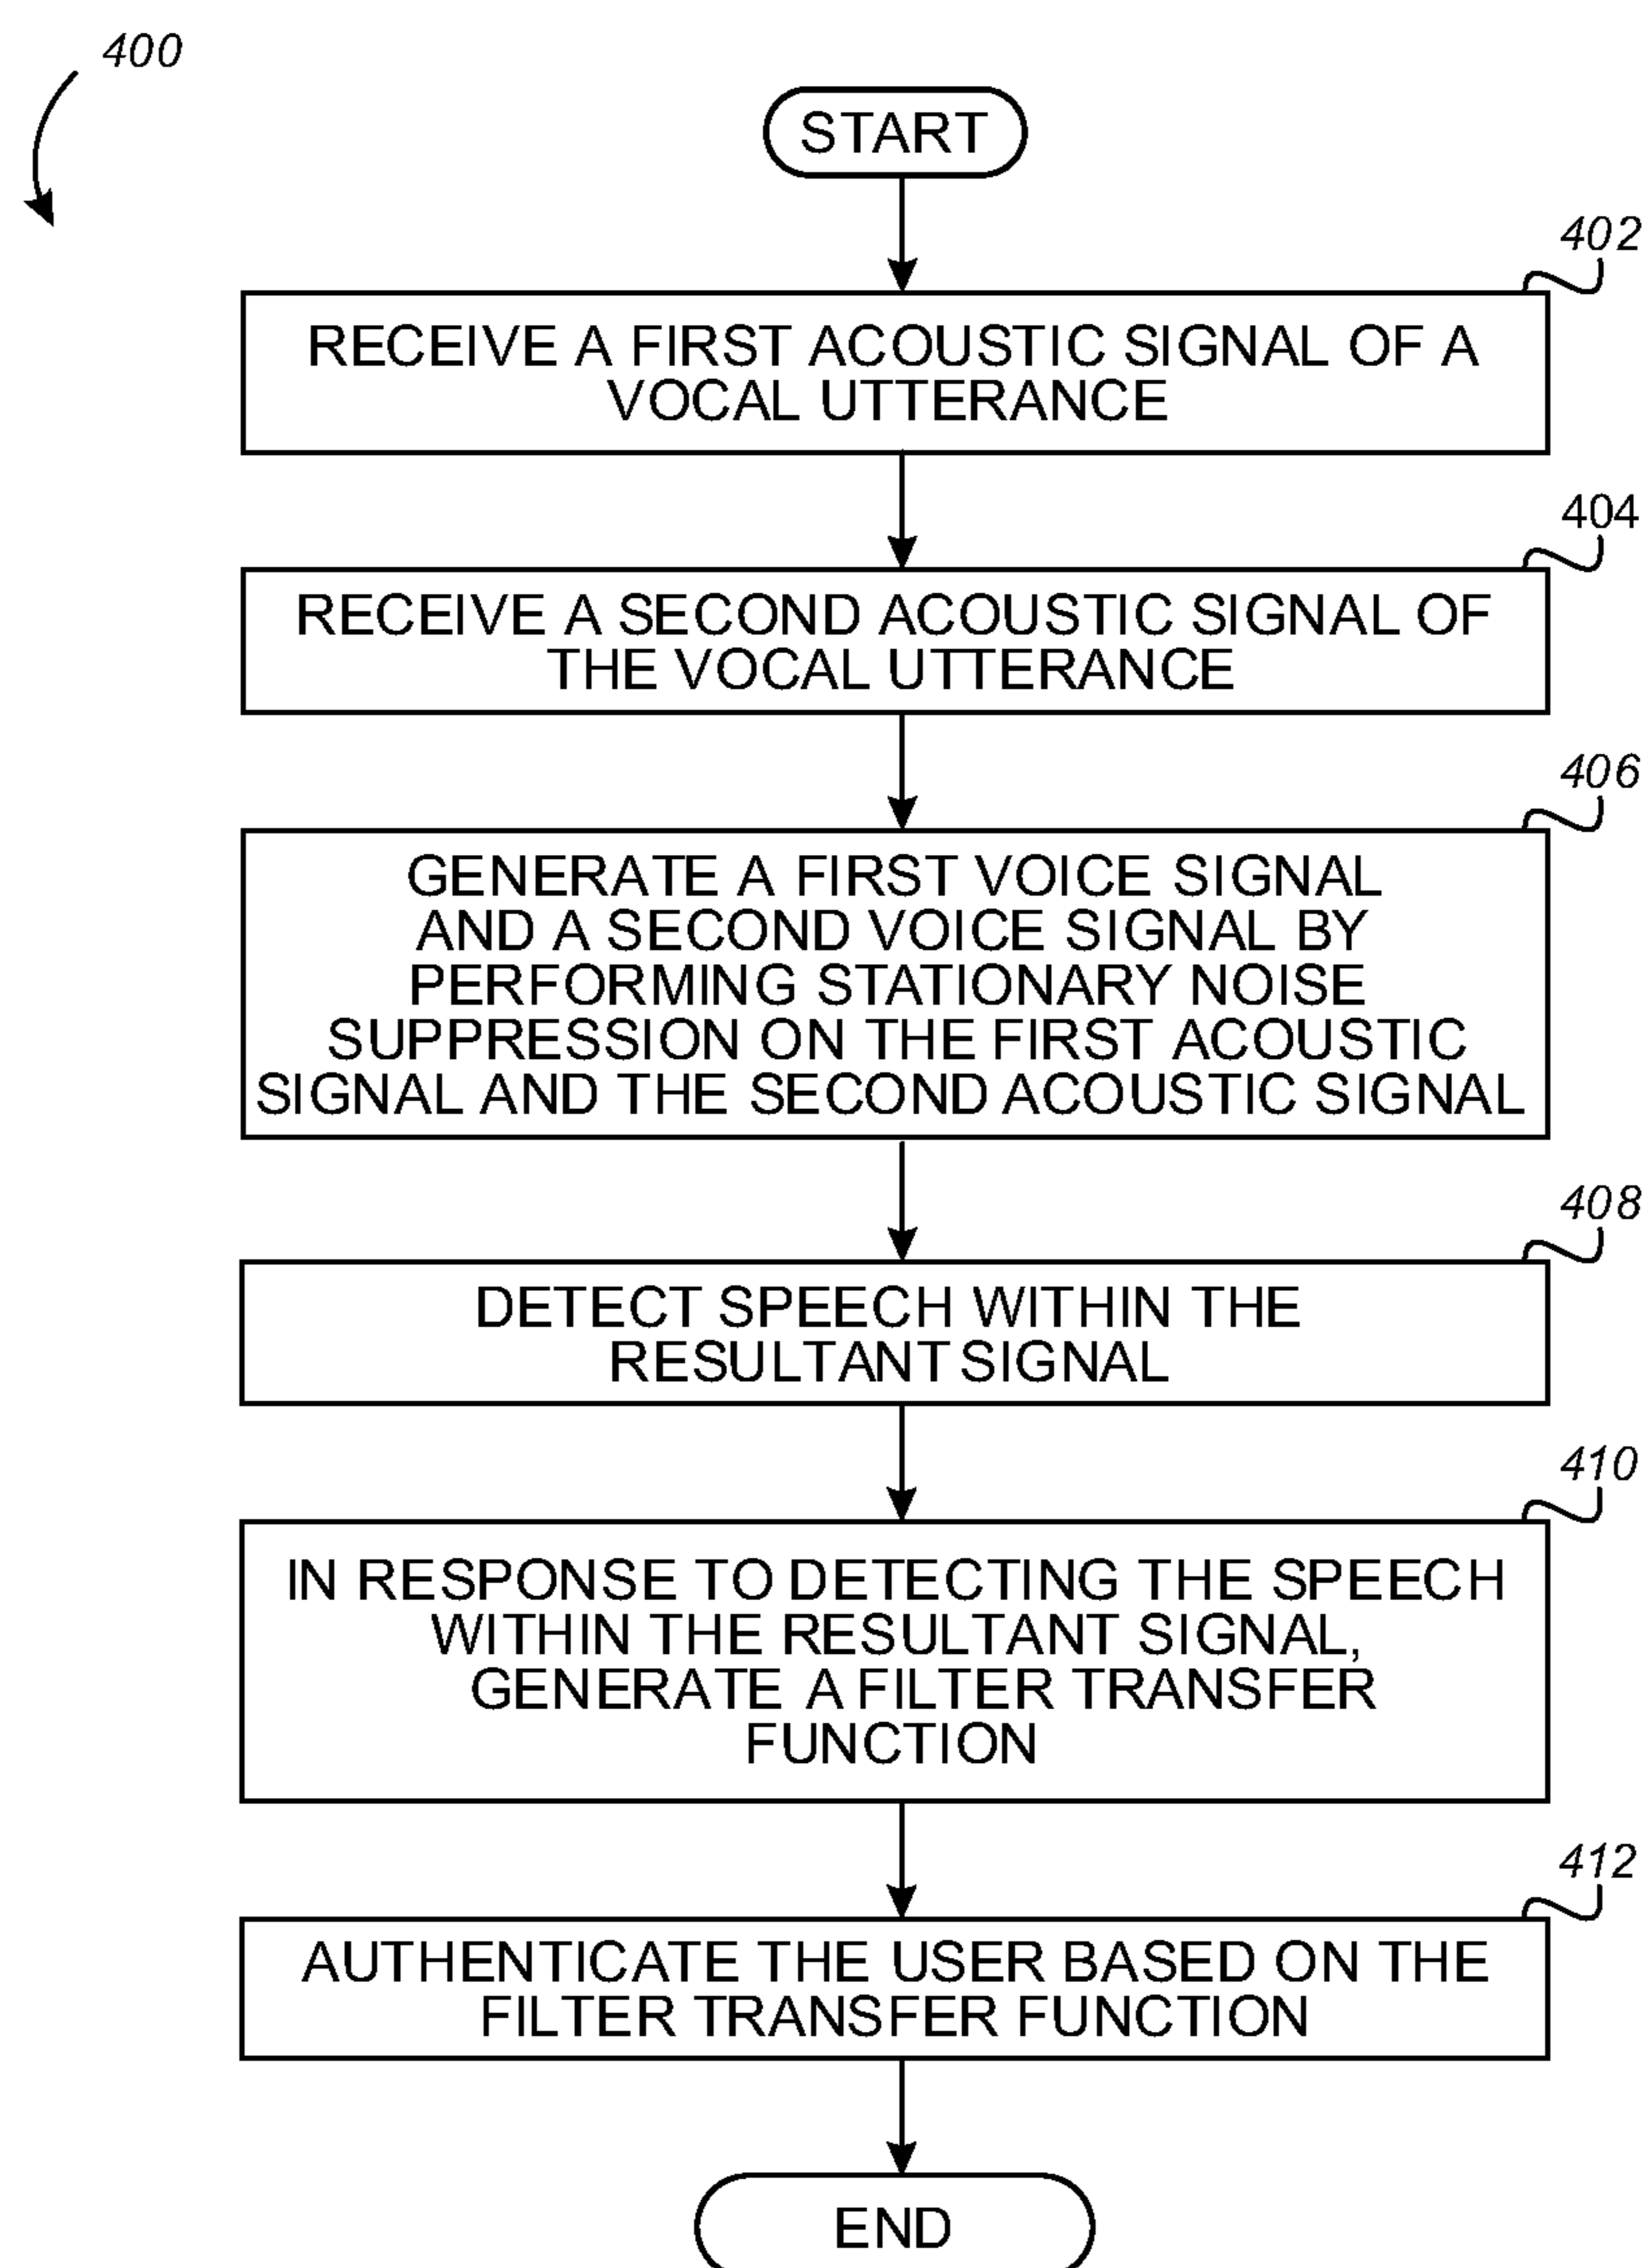 400
START
402
RECEIVE A FIRST ACOUSTIC SIGNAL OF A
VOCAL UTTERANCE
404
RECEIVE A SECOND ACOUSTIC SIGNAL OF
THE VOCAL UTTERANCE
406
GENERATE A FIRST VOICE SIGNAL
AND A SECOND VOICE SIGNAL BY
PERFORMING STATIONARY NOISE
SUPPRESSION ON THE FIRST ACOUSTIC
SIGNAL AND THE SECOND ACOUSTIC SIGNAL
408
DETECT SPEECH WITHIN THE
RESULTANT SIGNAL
410
IN RESPONSE TO DETECTING THE SPEECH
WITHIN THE RESULTANT SIGNAL,
GENERATE A FILTER TRANSFER
FUNCTION
412
AUTHENTICATE THE USER BASED ON THE
FILTER TRANSFER FUNCTION
END